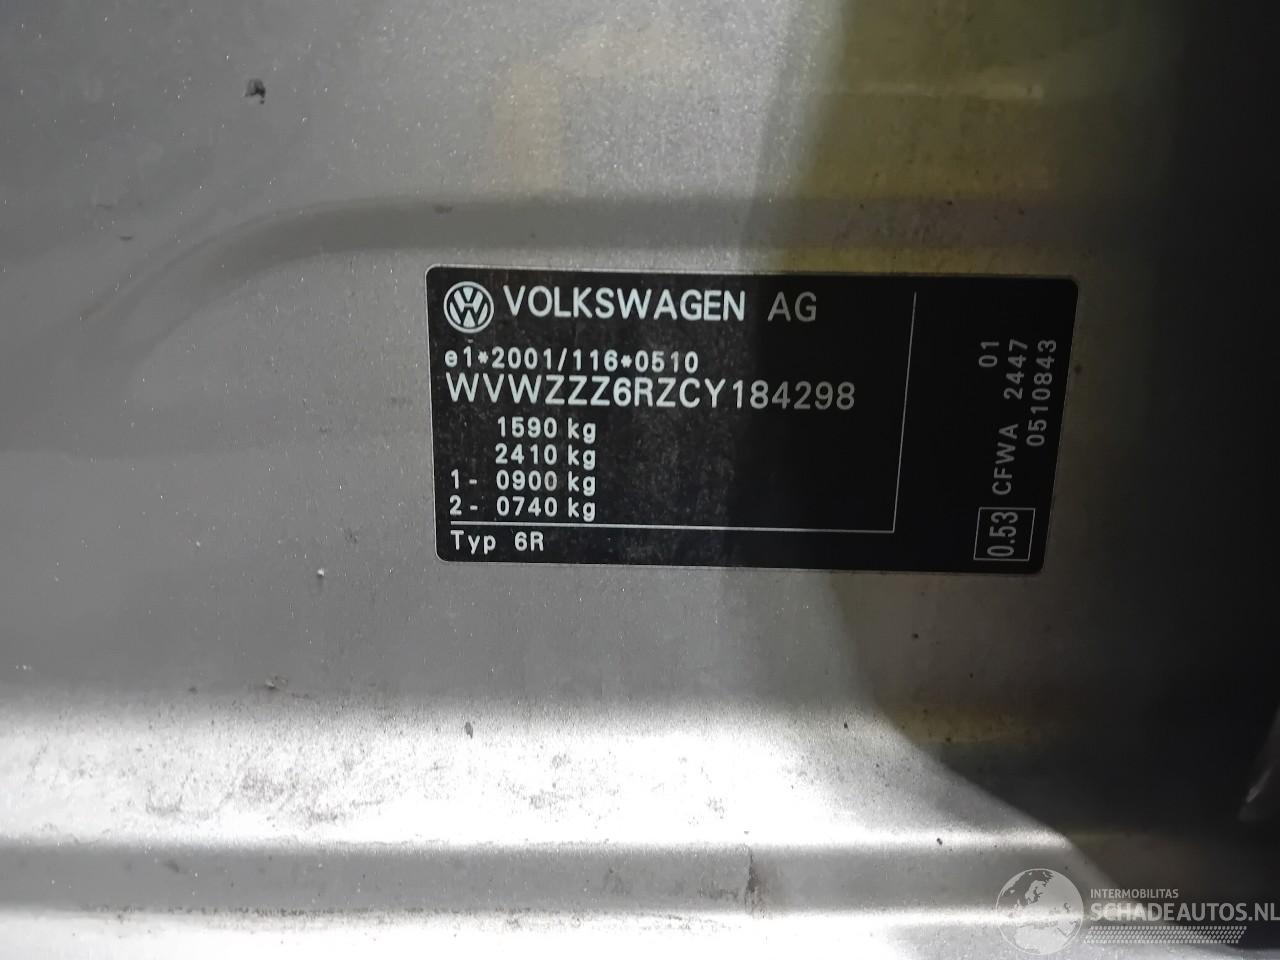 VOLKSWAGEN AG
e1*2001/116*0510
WVWZZZ6RZCY184298
1590 kg
2410 kg
1- 0900 kg
2- 0740 kg
Typ 6R
0.53 CFWA 2447 01
0510843
INTERMOBILITAS
SCHADEAUTOS.NL